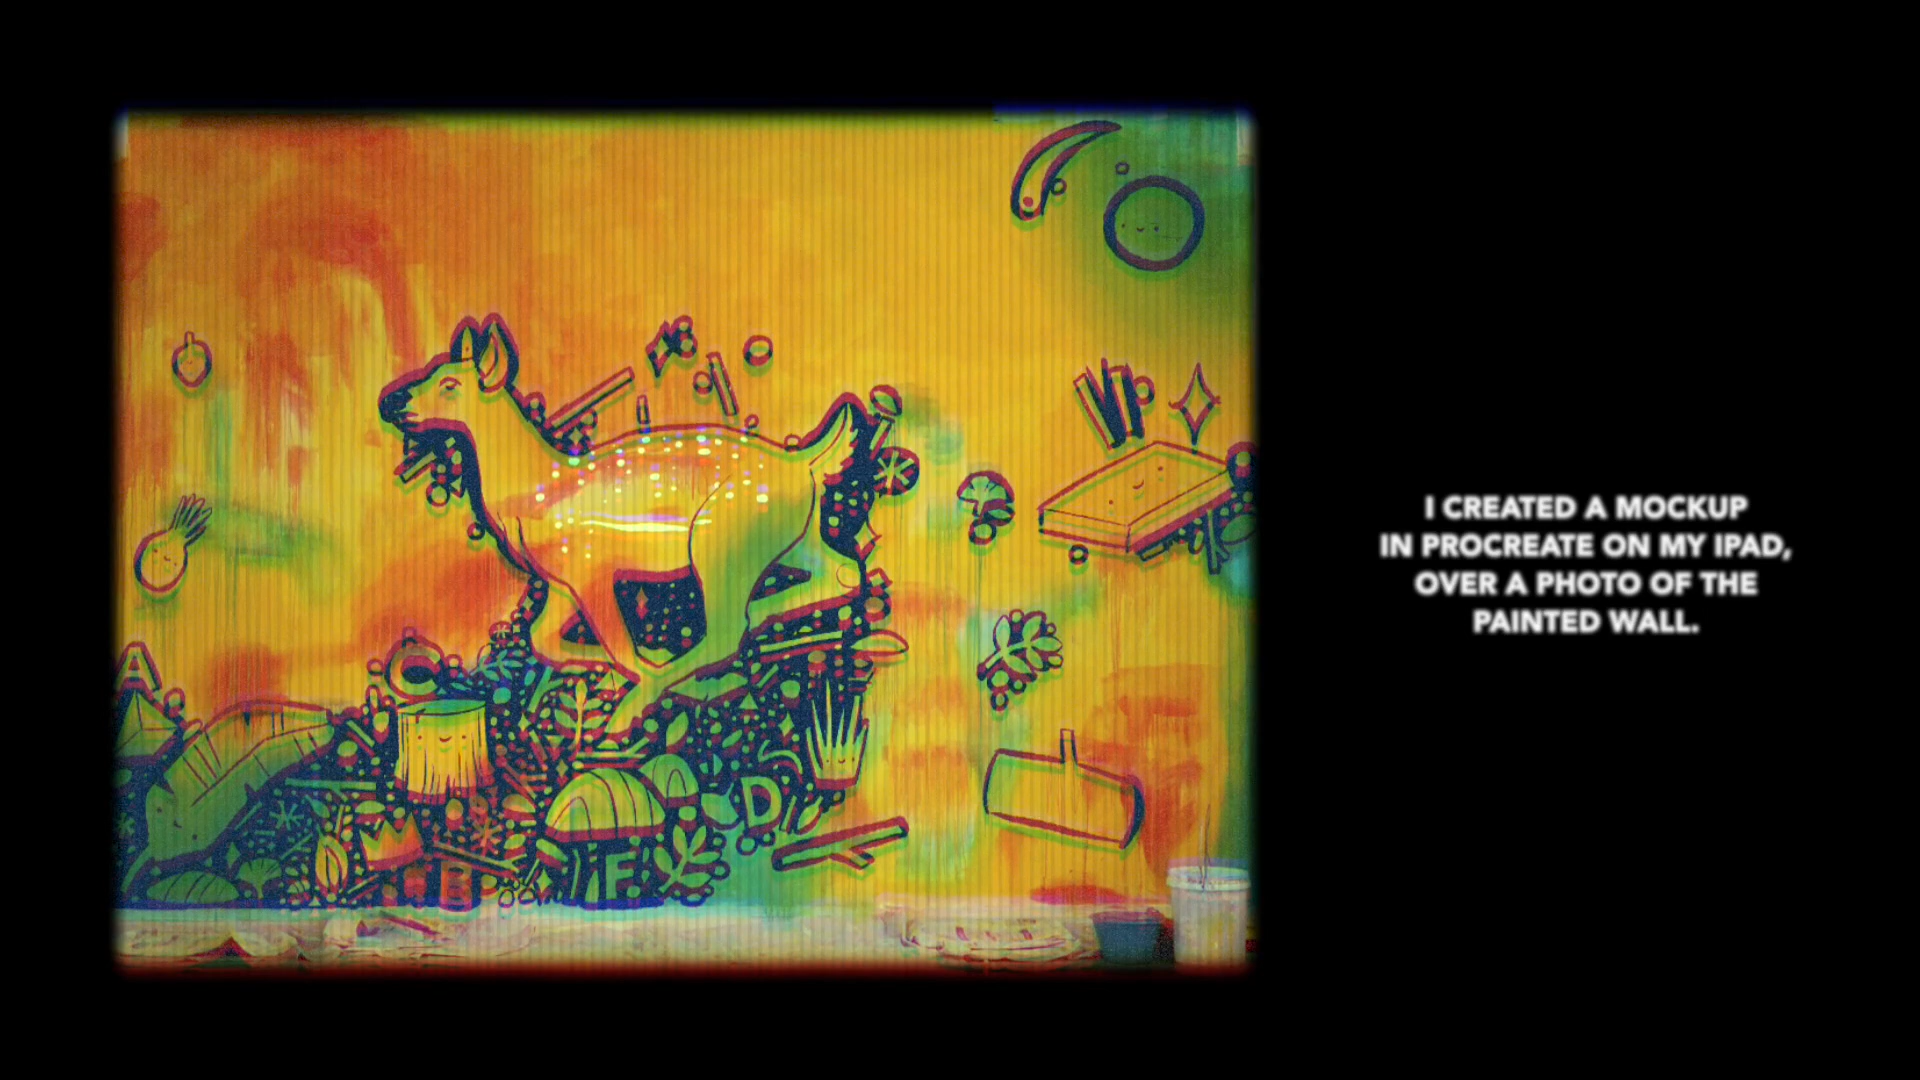 I CREATED A MOCKUP
IN PROCREATE ON MY IPAD,
OVER A PHOTO OF THE
PAINTED WALL.
A
D
F